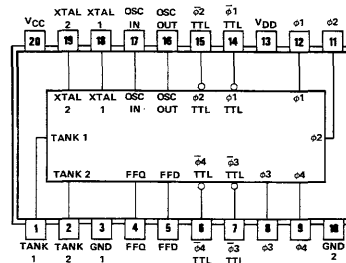 VCC XTAL 2 XTAL 1 OSC IN OSC OUT φ̄2 TTL φ̄1 TTL VDD φ1 φ2
20 19 18 17 16 15 14 13 12 11
XTAL XTAL OSC OSC φ2 φ1 φ1
2 1 IN OUT TTL TTL
TANK 1 φ2
φ̄4 φ̄3
TANK 2 FFQ FFD TTL TTL φ3 φ4
1 2 3 4 5 6 7 8 9 10
TANK TANK GND FFQ FFD φ̄4 φ̄3 φ3 φ4 GND
1 2 1 TTL TTL 2